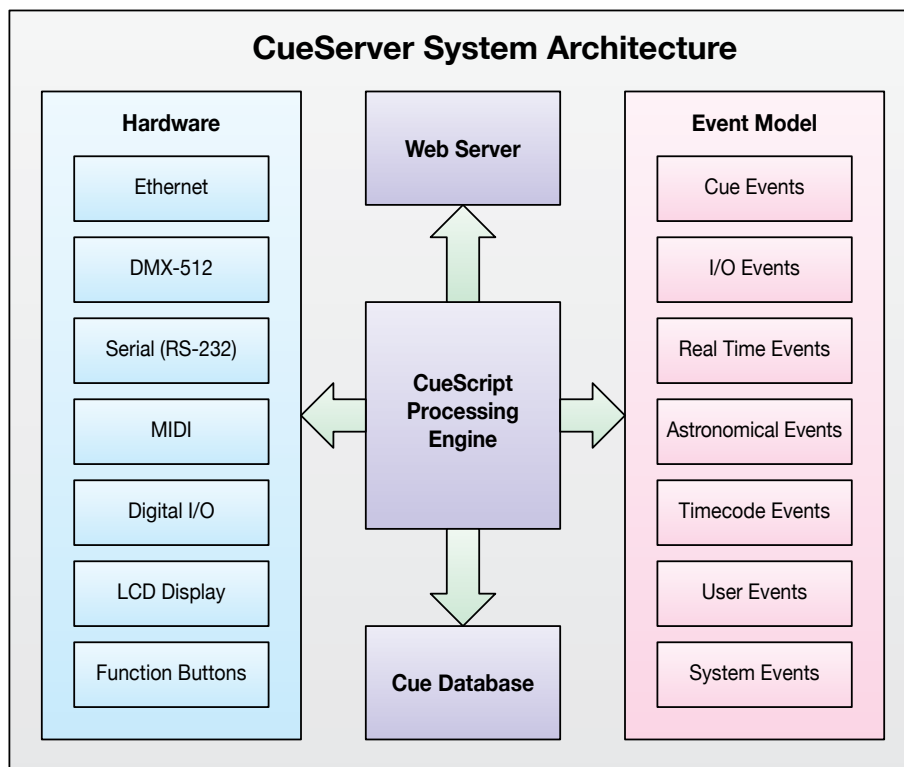 CueServer System Architecture
Hardware
Ethernet
DMX-512
Serial (RS-232)
MIDI
Digital I/O
LCD Display
Function Buttons
Web Server
CueScript
Processing
Engine
Cue Database
Event Model
Cue Events
I/O Events
Real Time Events
Astronomical Events
Timecode Events
User Events
System Events